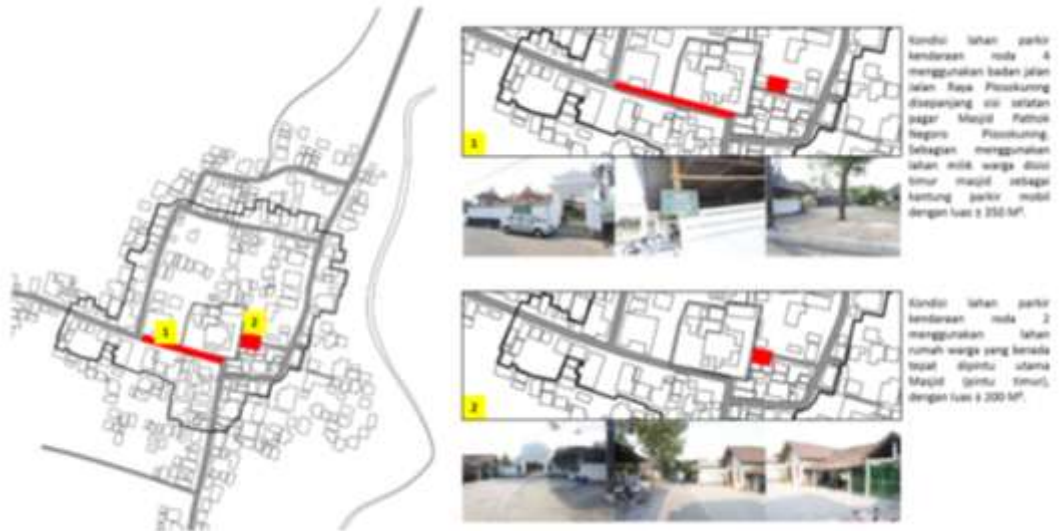 1
2
1
Kondisi lahan parkir
kendaraan roda 4
menggunakan badan jalan
Jalan Raya Plosokuning
disepanjang sisi selatan
pagar Masjid Pathok
Negoro Plosokuning.
Sebagian menggunakan
lahan milik warga disisi
timur masjid sebagai
kantung parkir mobil
dengan luas ± 350 M².
2
Kondisi lahan parkir
kendaraan roda 2
menggunakan lahan
rumah warga yang berada
tepat dipintu utama
Masjid (pintu timur),
dengan luas ± 200 M².